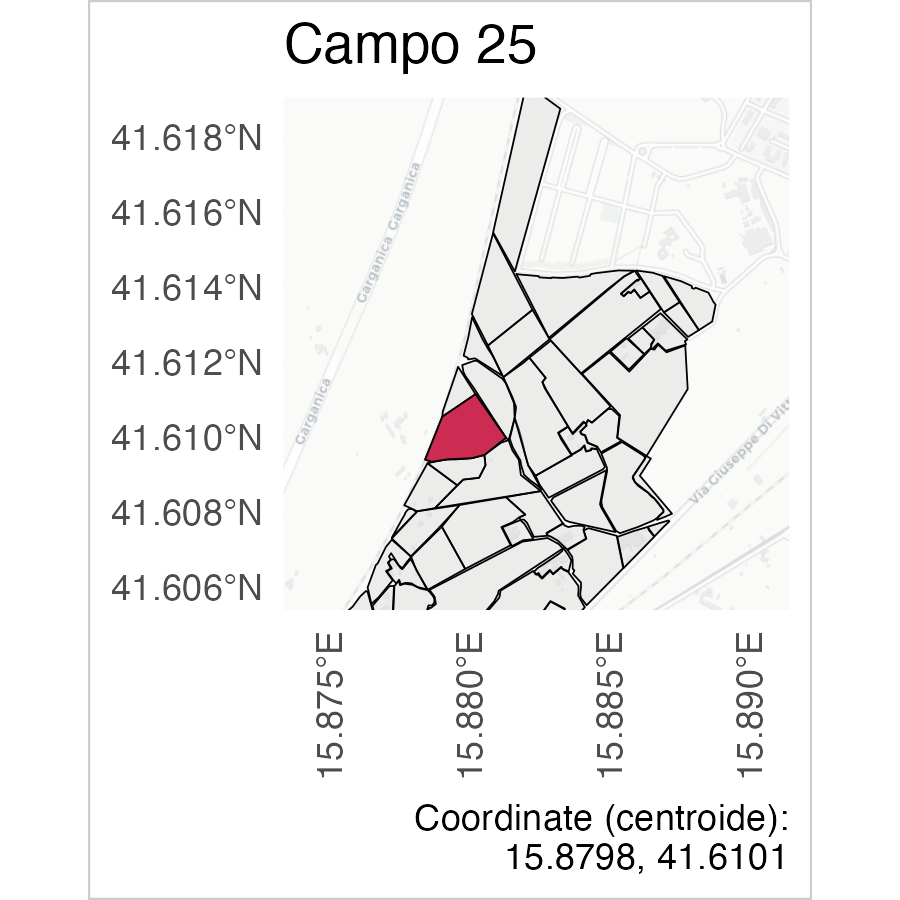 Campo 25
41.618°N
41.616°N
41.614°N
41.612°N
41.610°N
41.608°N
41.606°N
Garganica Garganica
Garganica
Via Giuseppe Di Vitt
15.875°E
15.880°E
15.885°E
15.890°E
Coordinate (centroide):
15.8798, 41.6101